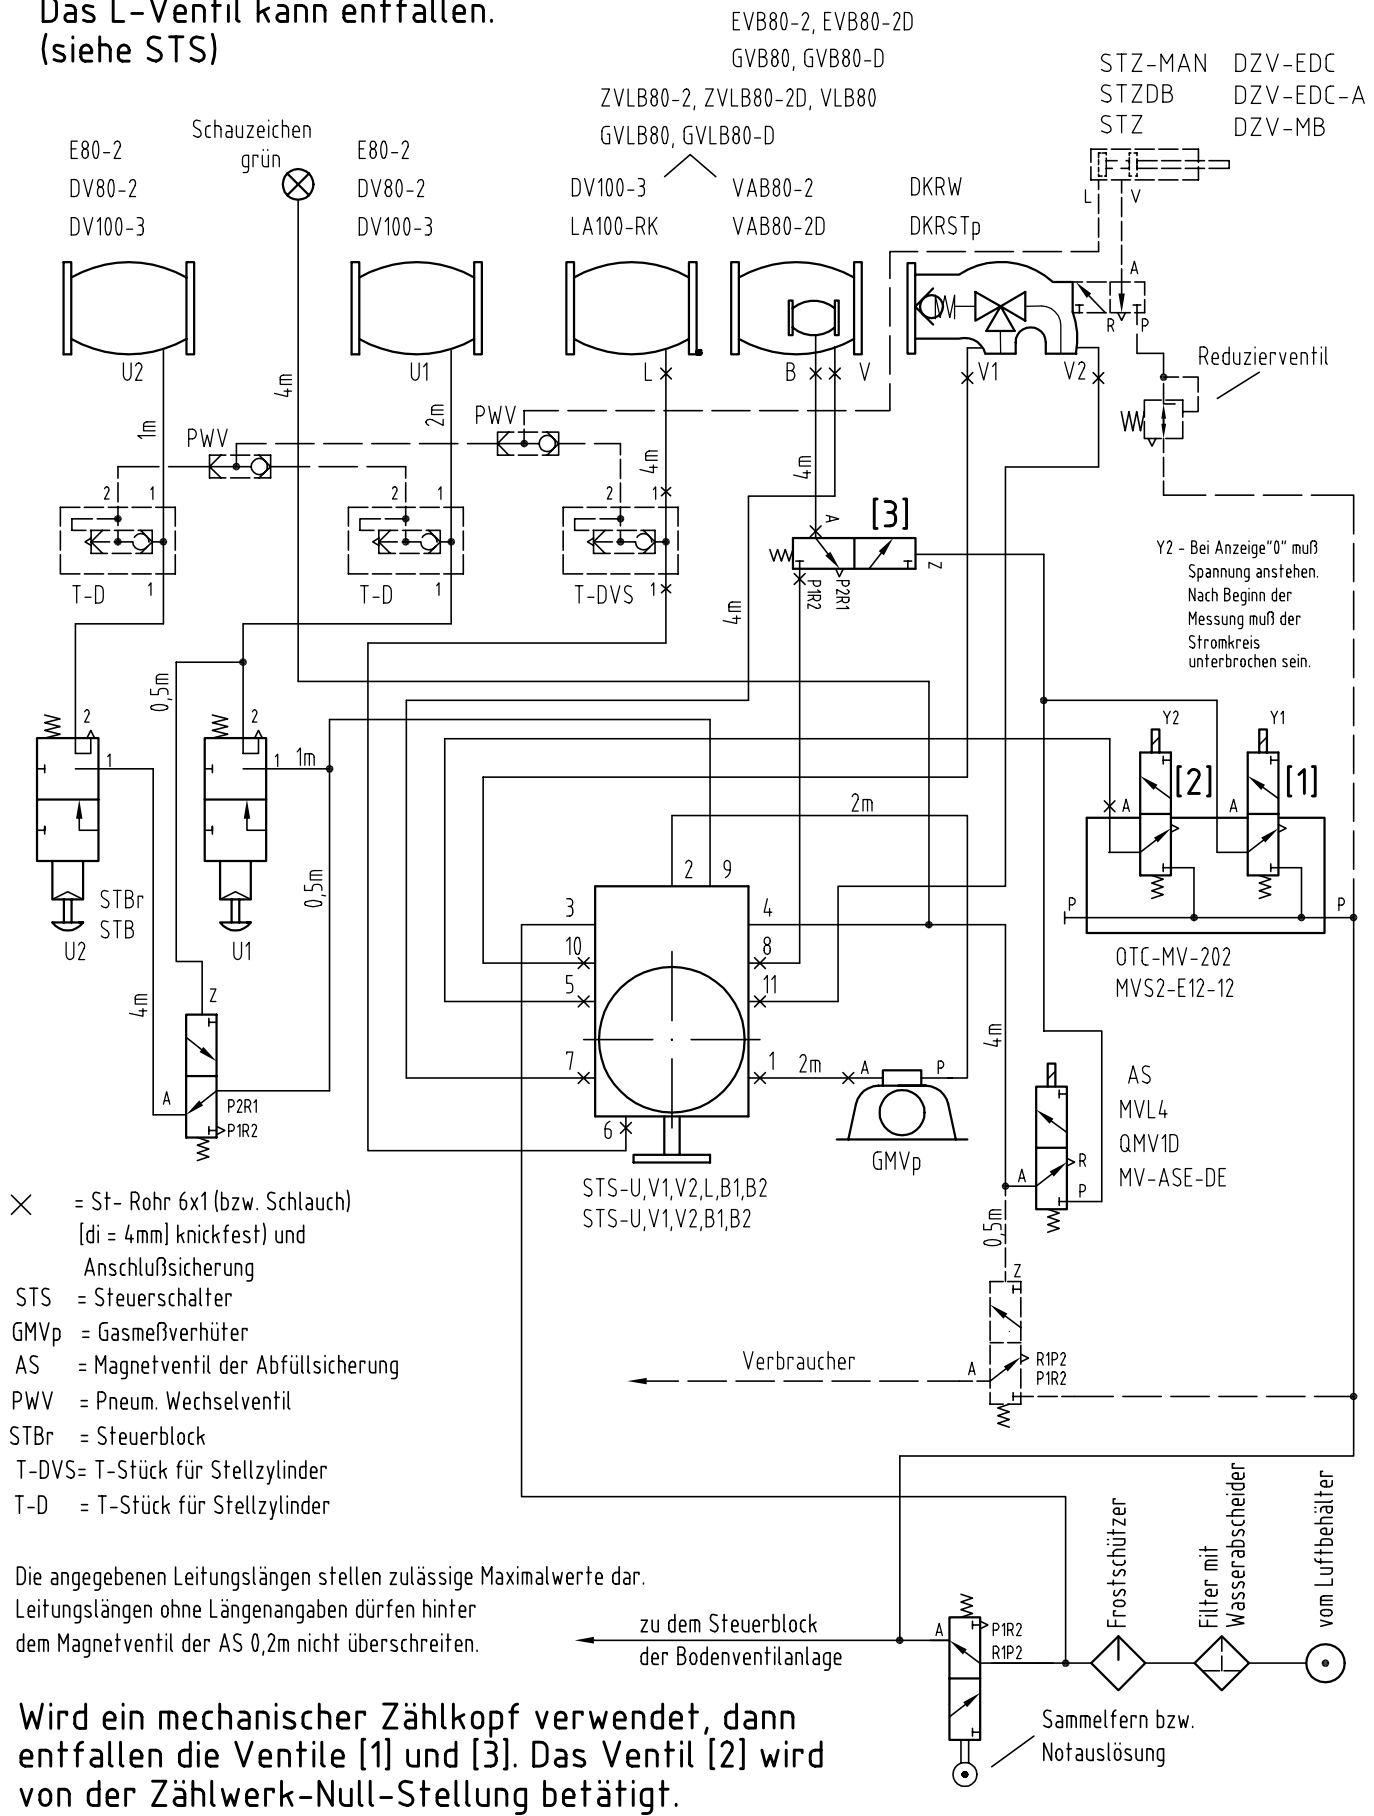 Das L-Ventil kann entfallen.
(siehe STS)
EVB80-2, EVB80-2D
GVB80, GVB80-D
ZVLB80-2, ZVLB80-2D, VLB80
GVLB80, GVLB80-D
STZ-MAN DZV-EDC
STZDB DZV-EDC-A
STZ DZV-MB
Schauzeichen
grün
E80-2
DV80-2
DV100-3
E80-2
DV80-2
DV100-3
DV100-3
LA100-RK
VAB80-2
VAB80-2D
DKRW
DKRSTp
L V
A
R P
U2 U1 L B V V1 V2
Reduzierventil
4m
1m
2m
4m
4m
PWV
PWV
2 1
2 1
2 1
T-D
1
T-D
1
T-DVS
1
A
[3]
Z
P1R2
P2R1
4m
Y2 - Bei Anzeige"0" muß
Spannung anstehen.
Nach Beginn der
Messung muß der
Stromkreis
unterbrochen sein.
0,5m
2
1
2
1
1m
0,5m
2m
Y2
[2]
Y1
[1]
A
A
P P
OTC-MV-202
MVS2-E12-12
STBr
STB
U2
U1
4m
Z
A
P2R1
P1R2
2 9
3 4
10 8
5 11
7 1
6
2m
A P
GMVp
4m
STS-U,V1,V2,L,B1,B2
STS-U,V1,V2,B1,B2
AS
MVL4
QMV1D
MV-ASE-DE
A
R
P
0,5m
Z
A
R1P2
P1R2
Verbraucher
= St- Rohr 6x1 (bzw. Schlauch)
[di = 4mm] knickfest) und
Anschlußsicherung
STS = Steuerschalter
GMVp = Gasmeßverhüter
AS = Magnetventil der Abfüllsicherung
PWV = Pneum. Wechselventil
STBr = Steuerblock
T-DVS= T-Stück für Stellzylinder
T-D = T-Stück für Stellzylinder
Die angegebenen Leitungslängen stellen zulässige Maximalwerte dar.
Leitungslängen ohne Längenangaben dürfen hinter
dem Magnetventil der AS 0,2m nicht überschreiten.
zu dem Steuerblock
der Bodenventilanlage
A
P1R2
R1P2
Frostschützer
Filter mit
Wasserabscheider
vom Luftbehälter
Sammelfern bzw.
Notauslösung
Wird ein mechanischer Zählkopf verwendet, dann
entfallen die Ventile [1] und [3]. Das Ventil [2] wird
von der Zählwerk-Null-Stellung betätigt.